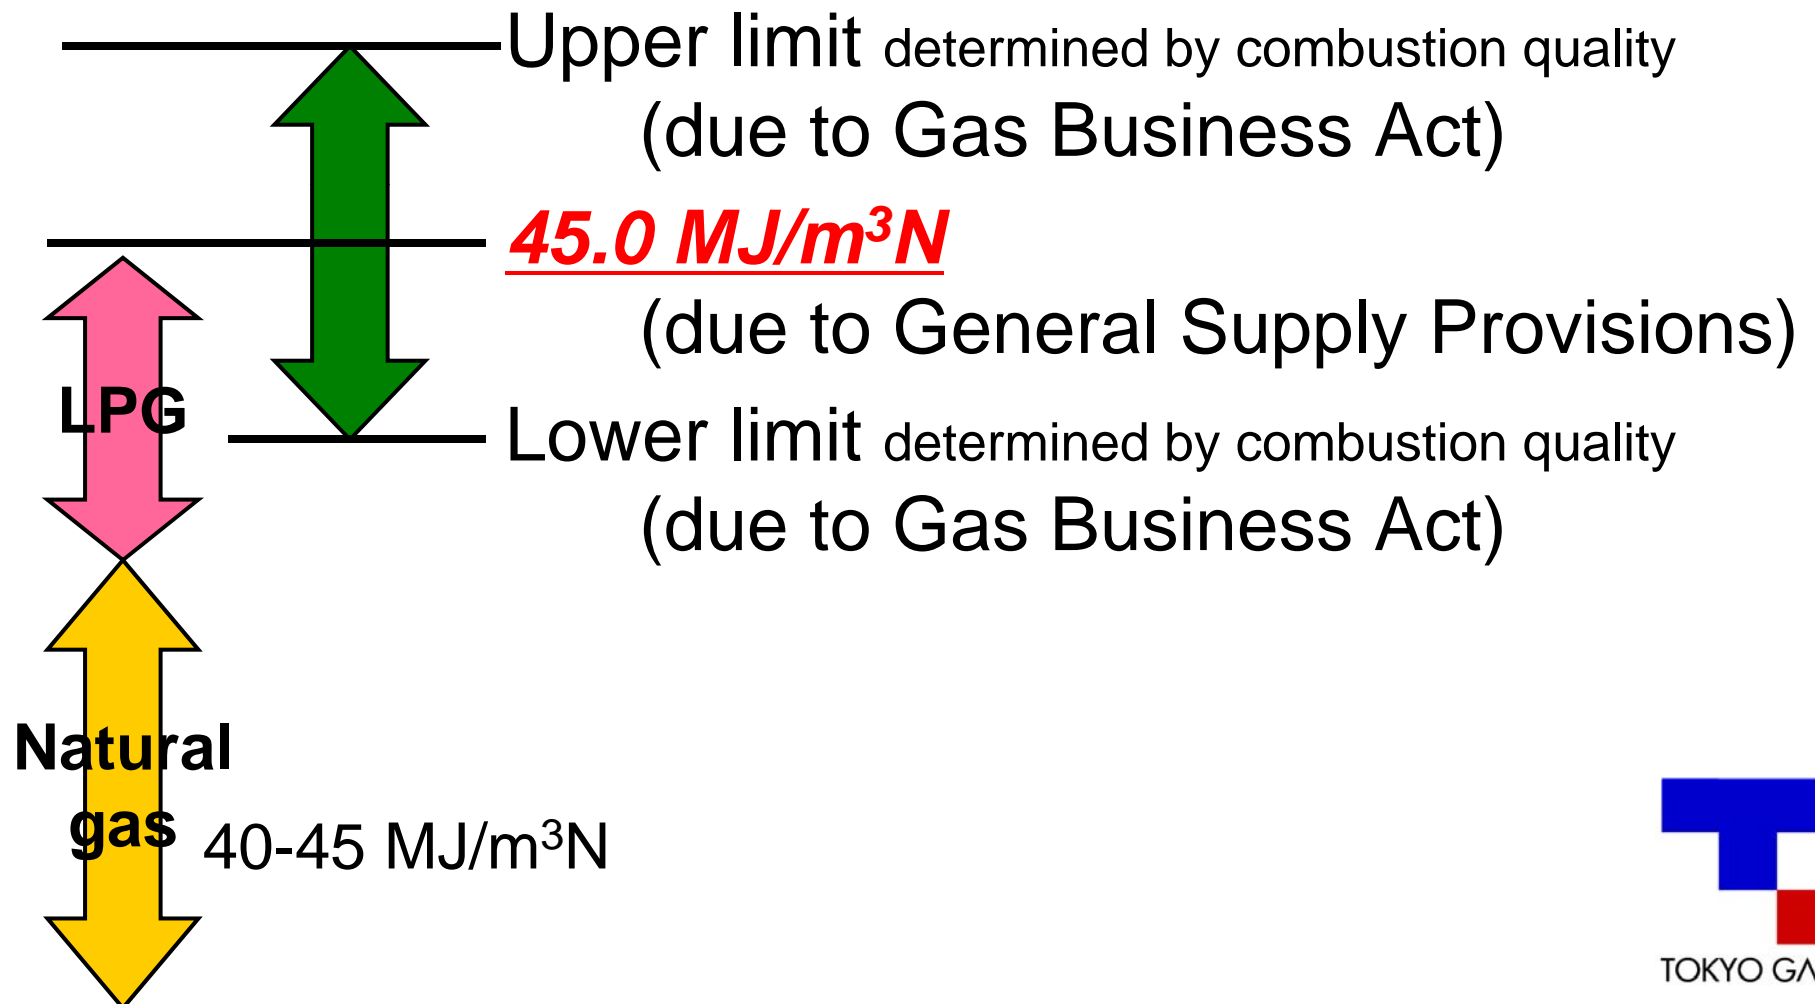 Upper limit determined by combustion quality
(due to Gas Business Act)
45.0 MJ/m³N
(due to General Supply Provisions)
LPG
Lower limit determined by combustion quality
(due to Gas Business Act)
Natural
gas
40-45 MJ/m³N
TOKYO GA